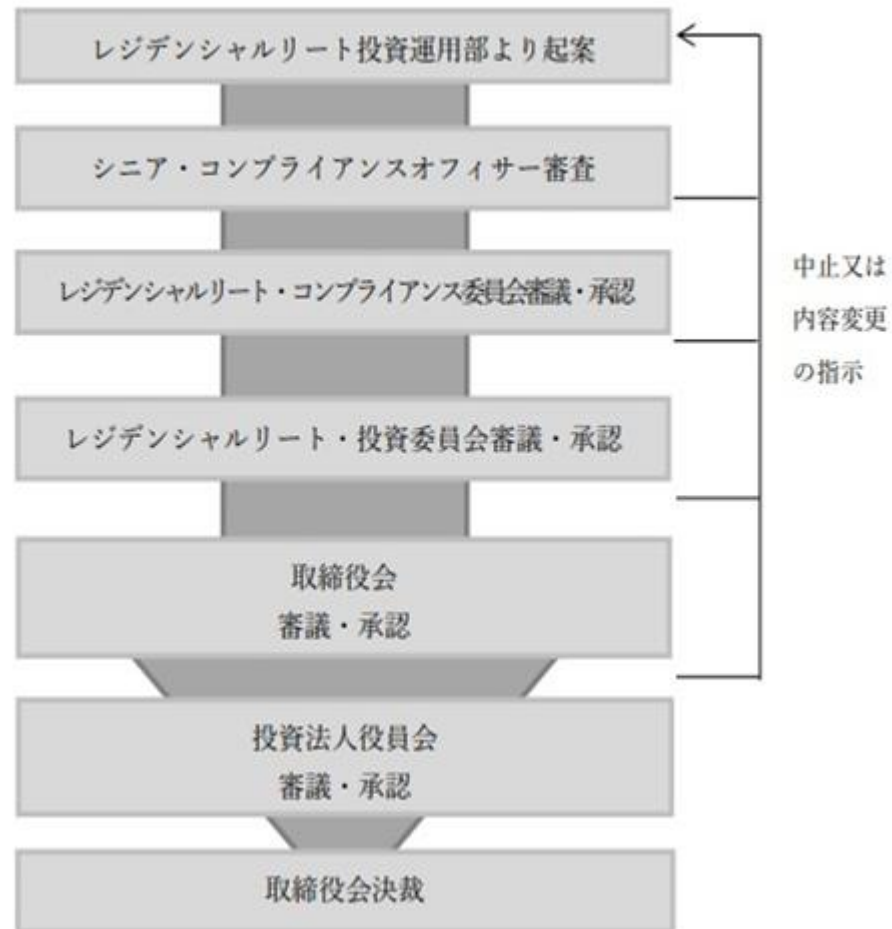 レジデンシャルリート投資運用部より起案
シニア・コンプライアンスオフィサー審査
レジデンシャルリート・コンプライアンス委員会審議・承認
レジデンシャルリート・投資委員会審議・承認
取締役会
審議・承認
投資法人役員会
審議・承認
取締役会決裁
中止又は
内容変更
の指示